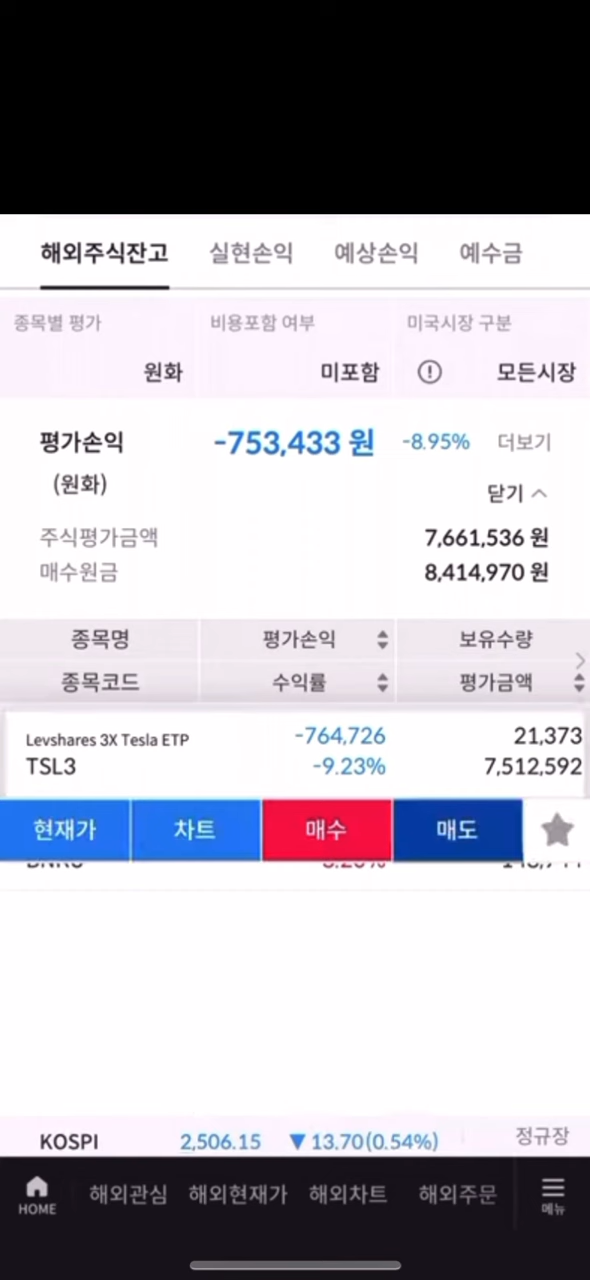 해외주식잔고 실현손익 예상손익 예수금
종목별 평가 비용포함 여부 미국시장 구분
원화 미포함 모든시장
평가손익 -753,433 원 -8.95% 더보기
(원화) 닫기
주식평가금액 7,661,536 원
매수원금 8,414,970 원
종목명 평가손익 보유수량
종목코드 수익률 평가금액
Levshares 3X Tesla ETP -764,726 21,373
TSL3 -9.23% 7,512,592
현재가 차트 매수 매도
KOSPI 2,506.15 ▼ 13.70(0.54%) 정규장
HOME 해외관심 해외현재가 해외차트 해외주문 메뉴